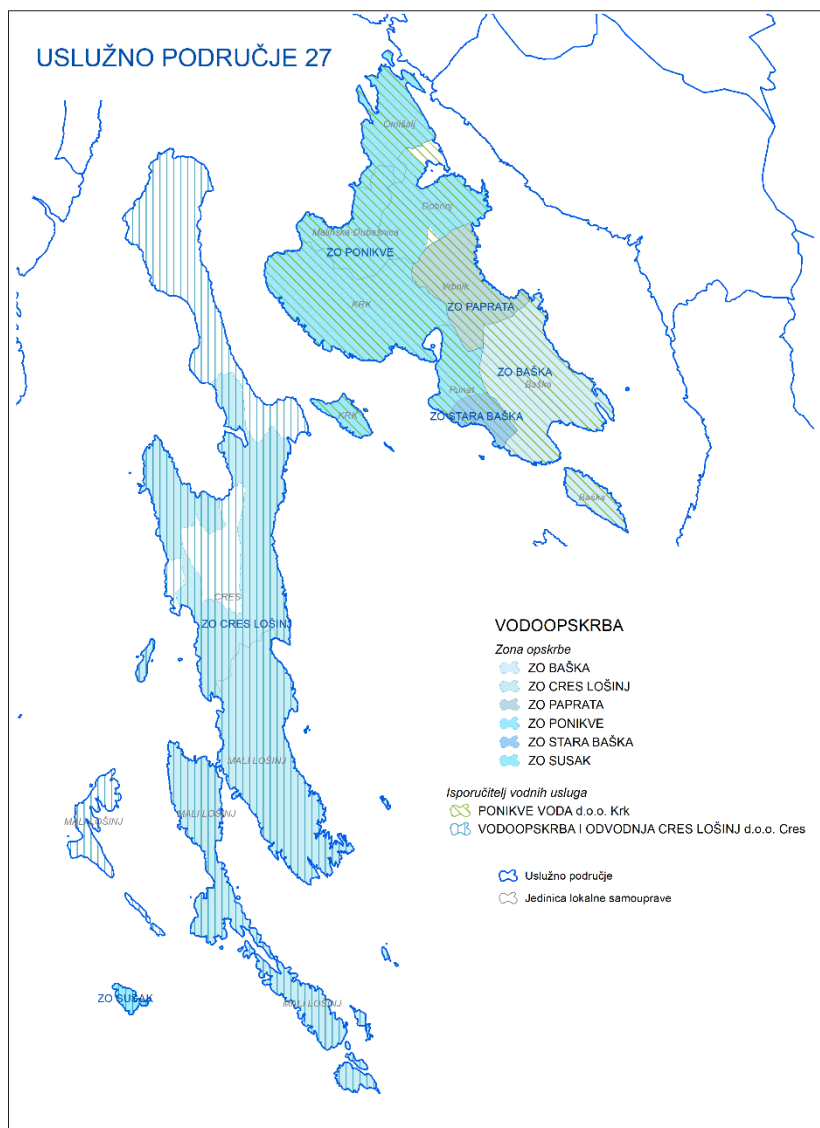 USLUŽNO PODRUČJE 27
Omišalj
Dobrinj
Malinska-Dubašnica
ZO PONIKVE
Vrbnik
KRK
ZO PAPRATA
ZO BAŠKA
Baška
Punat
ZO STARA BAŠKA
KRK
Baška
CRES
ZO CRES LOŠINJ
VODOOPSKRBA
Zona opskrbe
ZO BAŠKA
ZO CRES LOŠINJ
ZO PAPRATA
ZO PONIKVE
ZO STARA BAŠKA
ZO SUSAK
MALI LOŠINJ
Isporučitelj vodnih usluga
PONIKVE VODA d.o.o. Krk
MALI LOŠINJ
MALI LOŠINJ
VODOOPSKRBA I ODVODNJA CRES LOŠINJ d.o.o. Cres
Uslužno područje
Jedinica lokalne samouprave
ZO SUSAK
MALI LOŠINJ